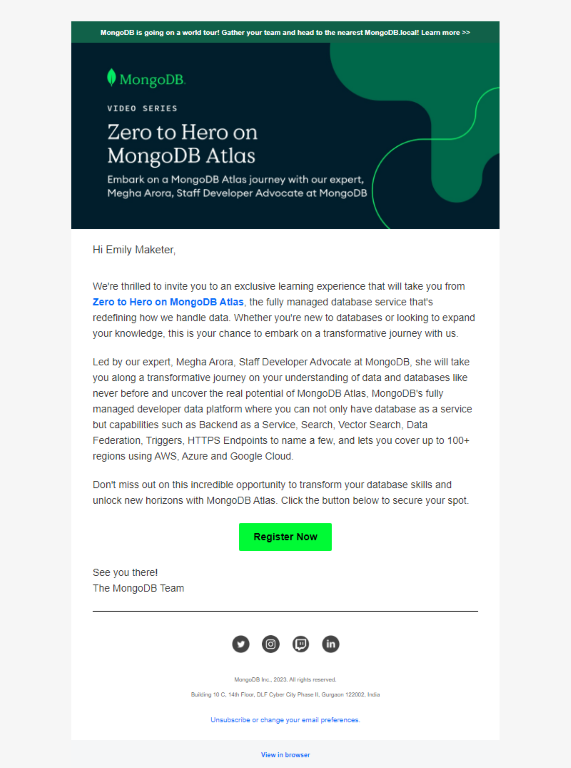 MongoDB is going on a world tour! Gather your team and head to the nearest MongoDB.local! Learn more >>
MongoDB.
VIDEO SERIES
Zero to Hero on
MongoDB Atlas
Embark on a MongoDB Atlas journey with our expert,
Megha Arora, Staff Developer Advocate at MongoDB
Hi Emily Maketer,
We're thrilled to invite you to an exclusive learning experience that will take you from
Zero to Hero on MongoDB Atlas, the fully managed database service that's
redefining how we handle data. Whether you're new to databases or looking to expand
your knowledge, this is your chance to embark on a transformative journey with us.
Led by our expert, Megha Arora, Staff Developer Advocate at MongoDB, she will take
you along a transformative journey on your understanding of data and databases like
never before and uncover the real potential of MongoDB Atlas, MongoDB's fully
managed developer data platform where you can not only have database as a service
but capabilities such as Backend as a Service, Search, Vector Search, Data
Federation, Triggers, HTTPS Endpoints to name a few, and lets you cover up to 100+
regions using AWS, Azure and Google Cloud.
Don't miss out on this incredible opportunity to transform your database skills and
unlock new horizons with MongoDB Atlas. Click the button below to secure your spot.
Register Now
See you there!
The MongoDB Team
in
MongoDB Inc., 2023. All rights reserved.
Building 10 C, 14th Floor, DLF Cyber City Phase II, Gurgaon 122002, India
Unsubscribe or change your email preferences.
View in browser